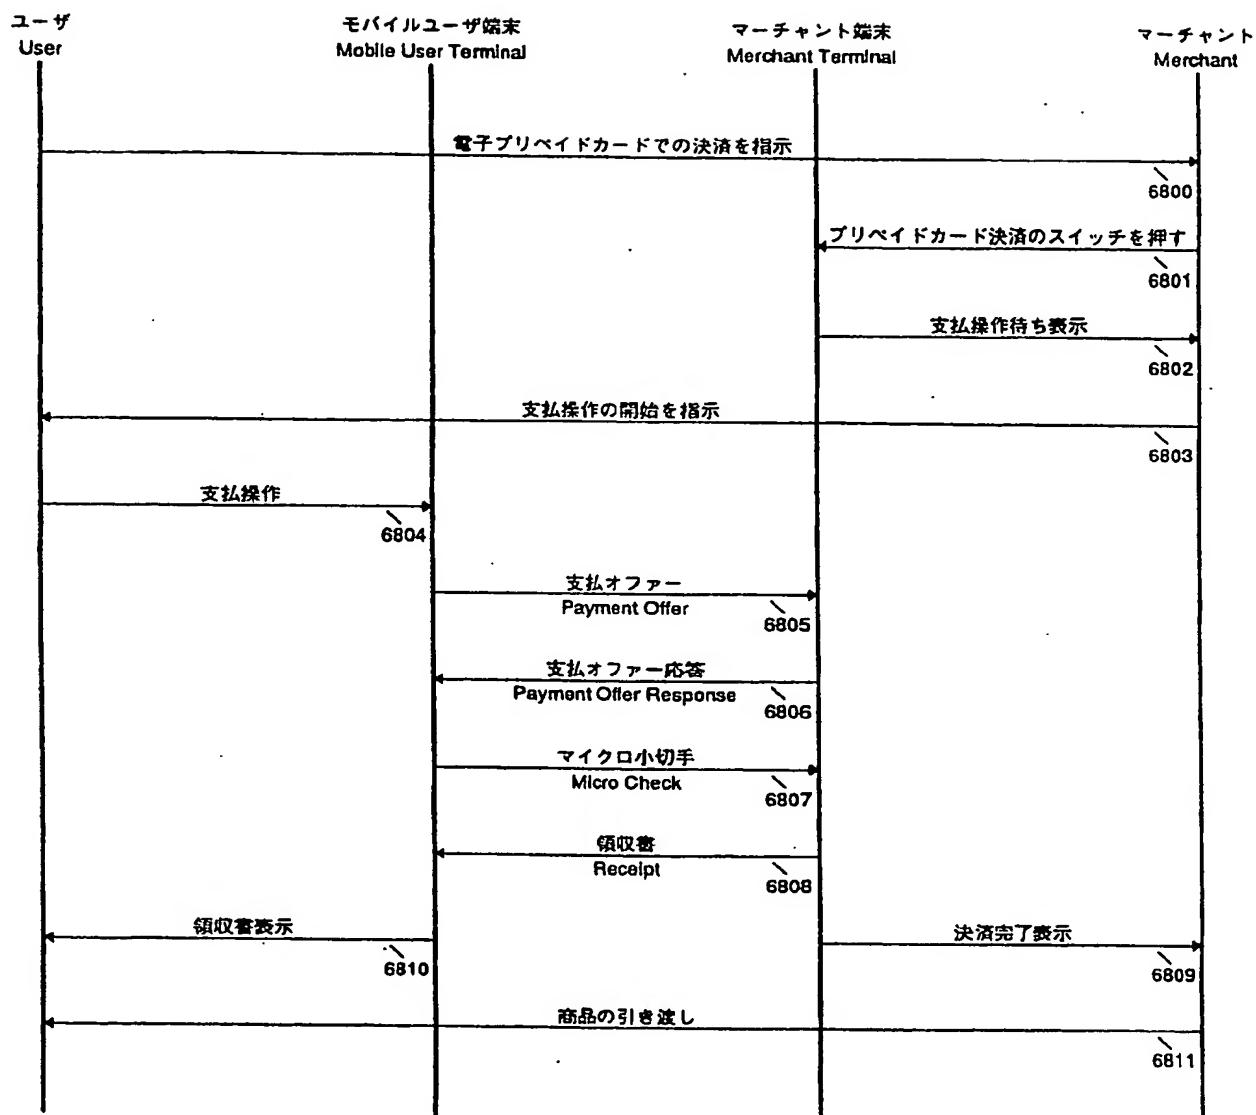 ユーザ
User
モバイルユーザ端末
Mobile User Terminal
マーチャント端末
Merchant Terminal
マーチャント
Merchant
電子プリペイドカードでの決済を指示
6800
プリペイドカード決済のスイッチを押す
6801
支払操作待ち表示
6802
支払操作の開始を指示
6803
支払操作
6804
支払オファー
Payment Offer
6805
支払オファー応答
Payment Offer Response
6806
マイクロ小切手
Micro Check
6807
領収書
Receipt
6808
領収書表示
6810
決済完了表示
6809
商品の引き渡し
6811